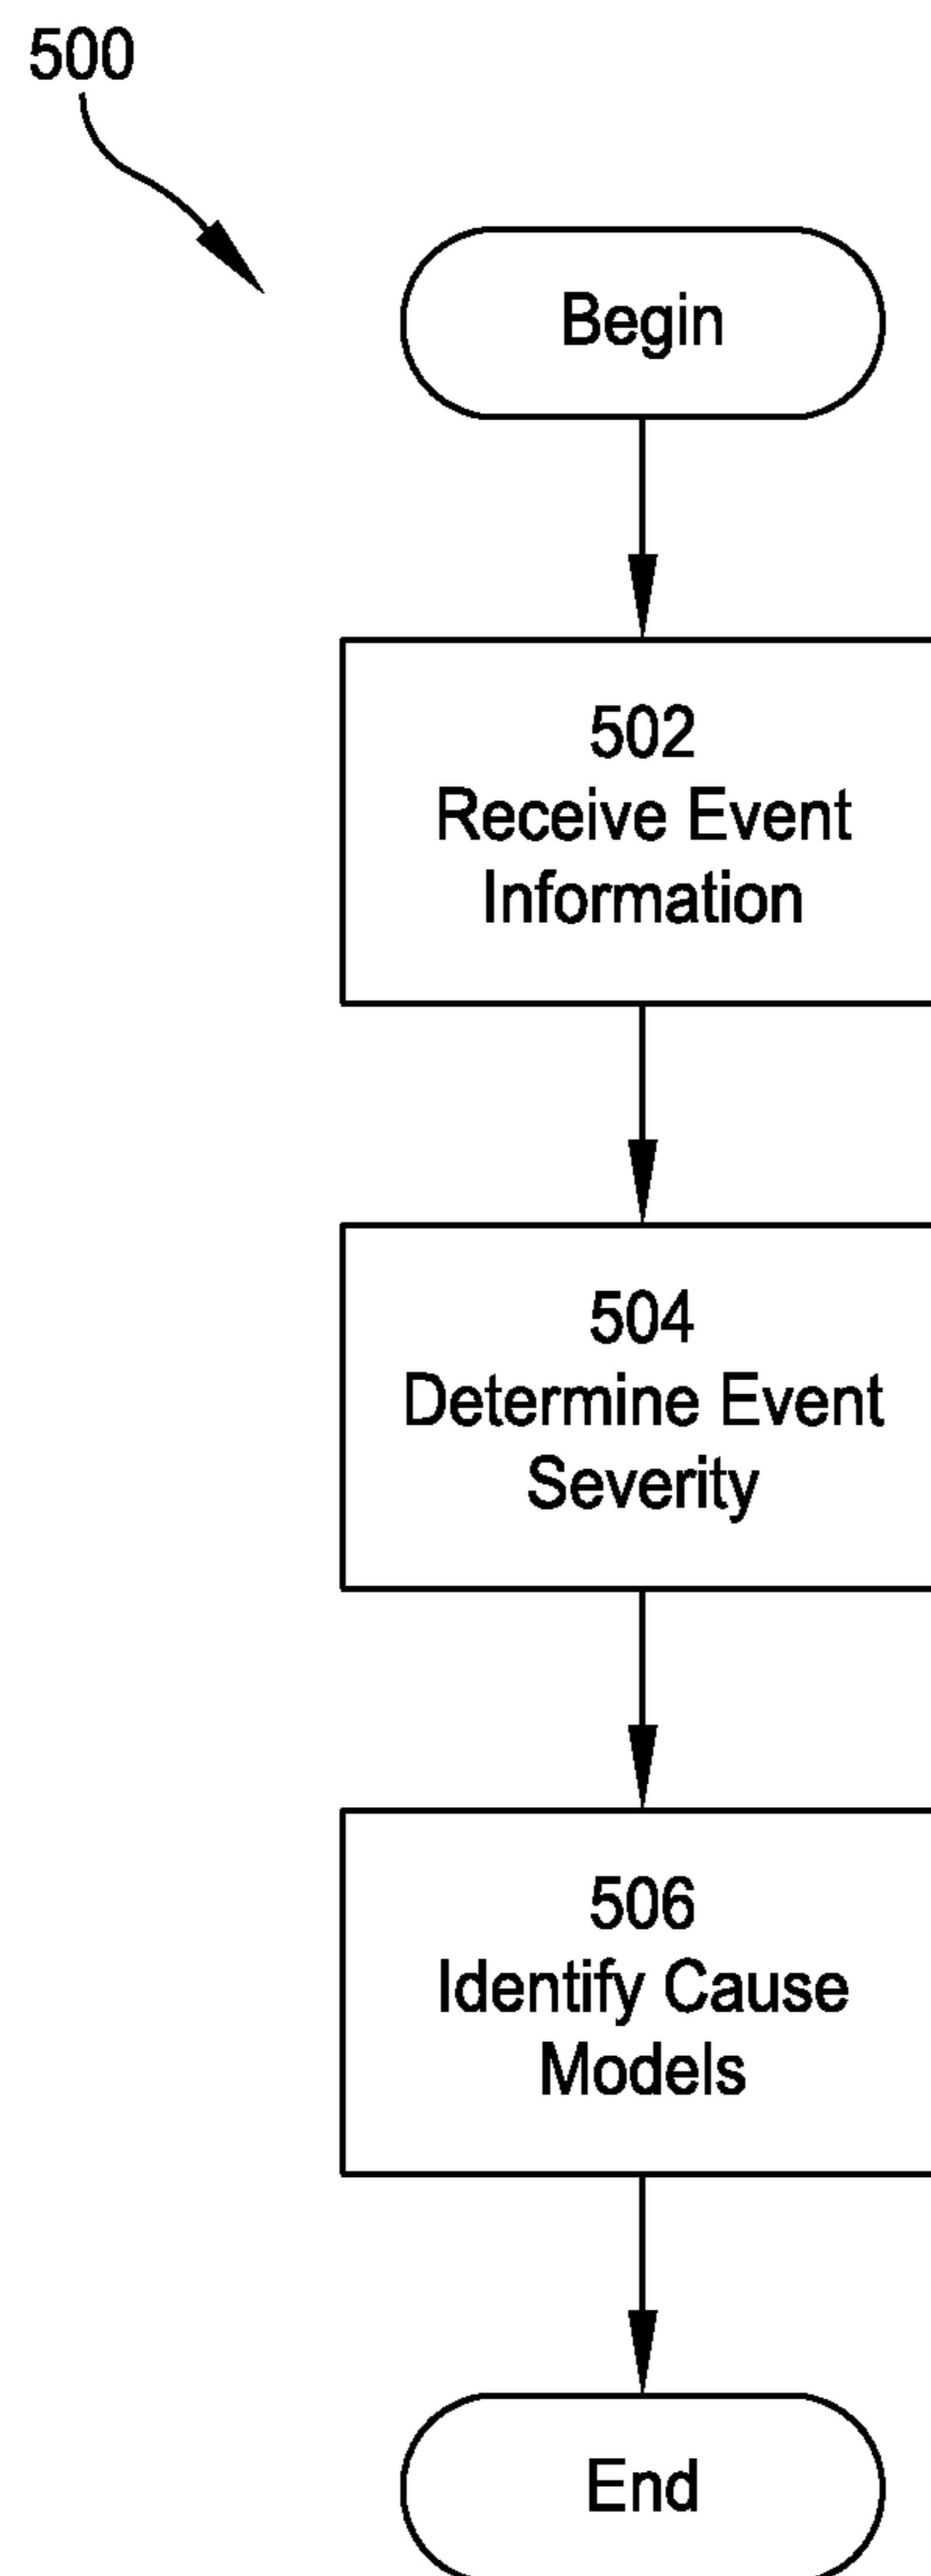 500
Begin
502
Receive Event
Information
504
Determine Event
Severity
506
Identify Cause
Models
End